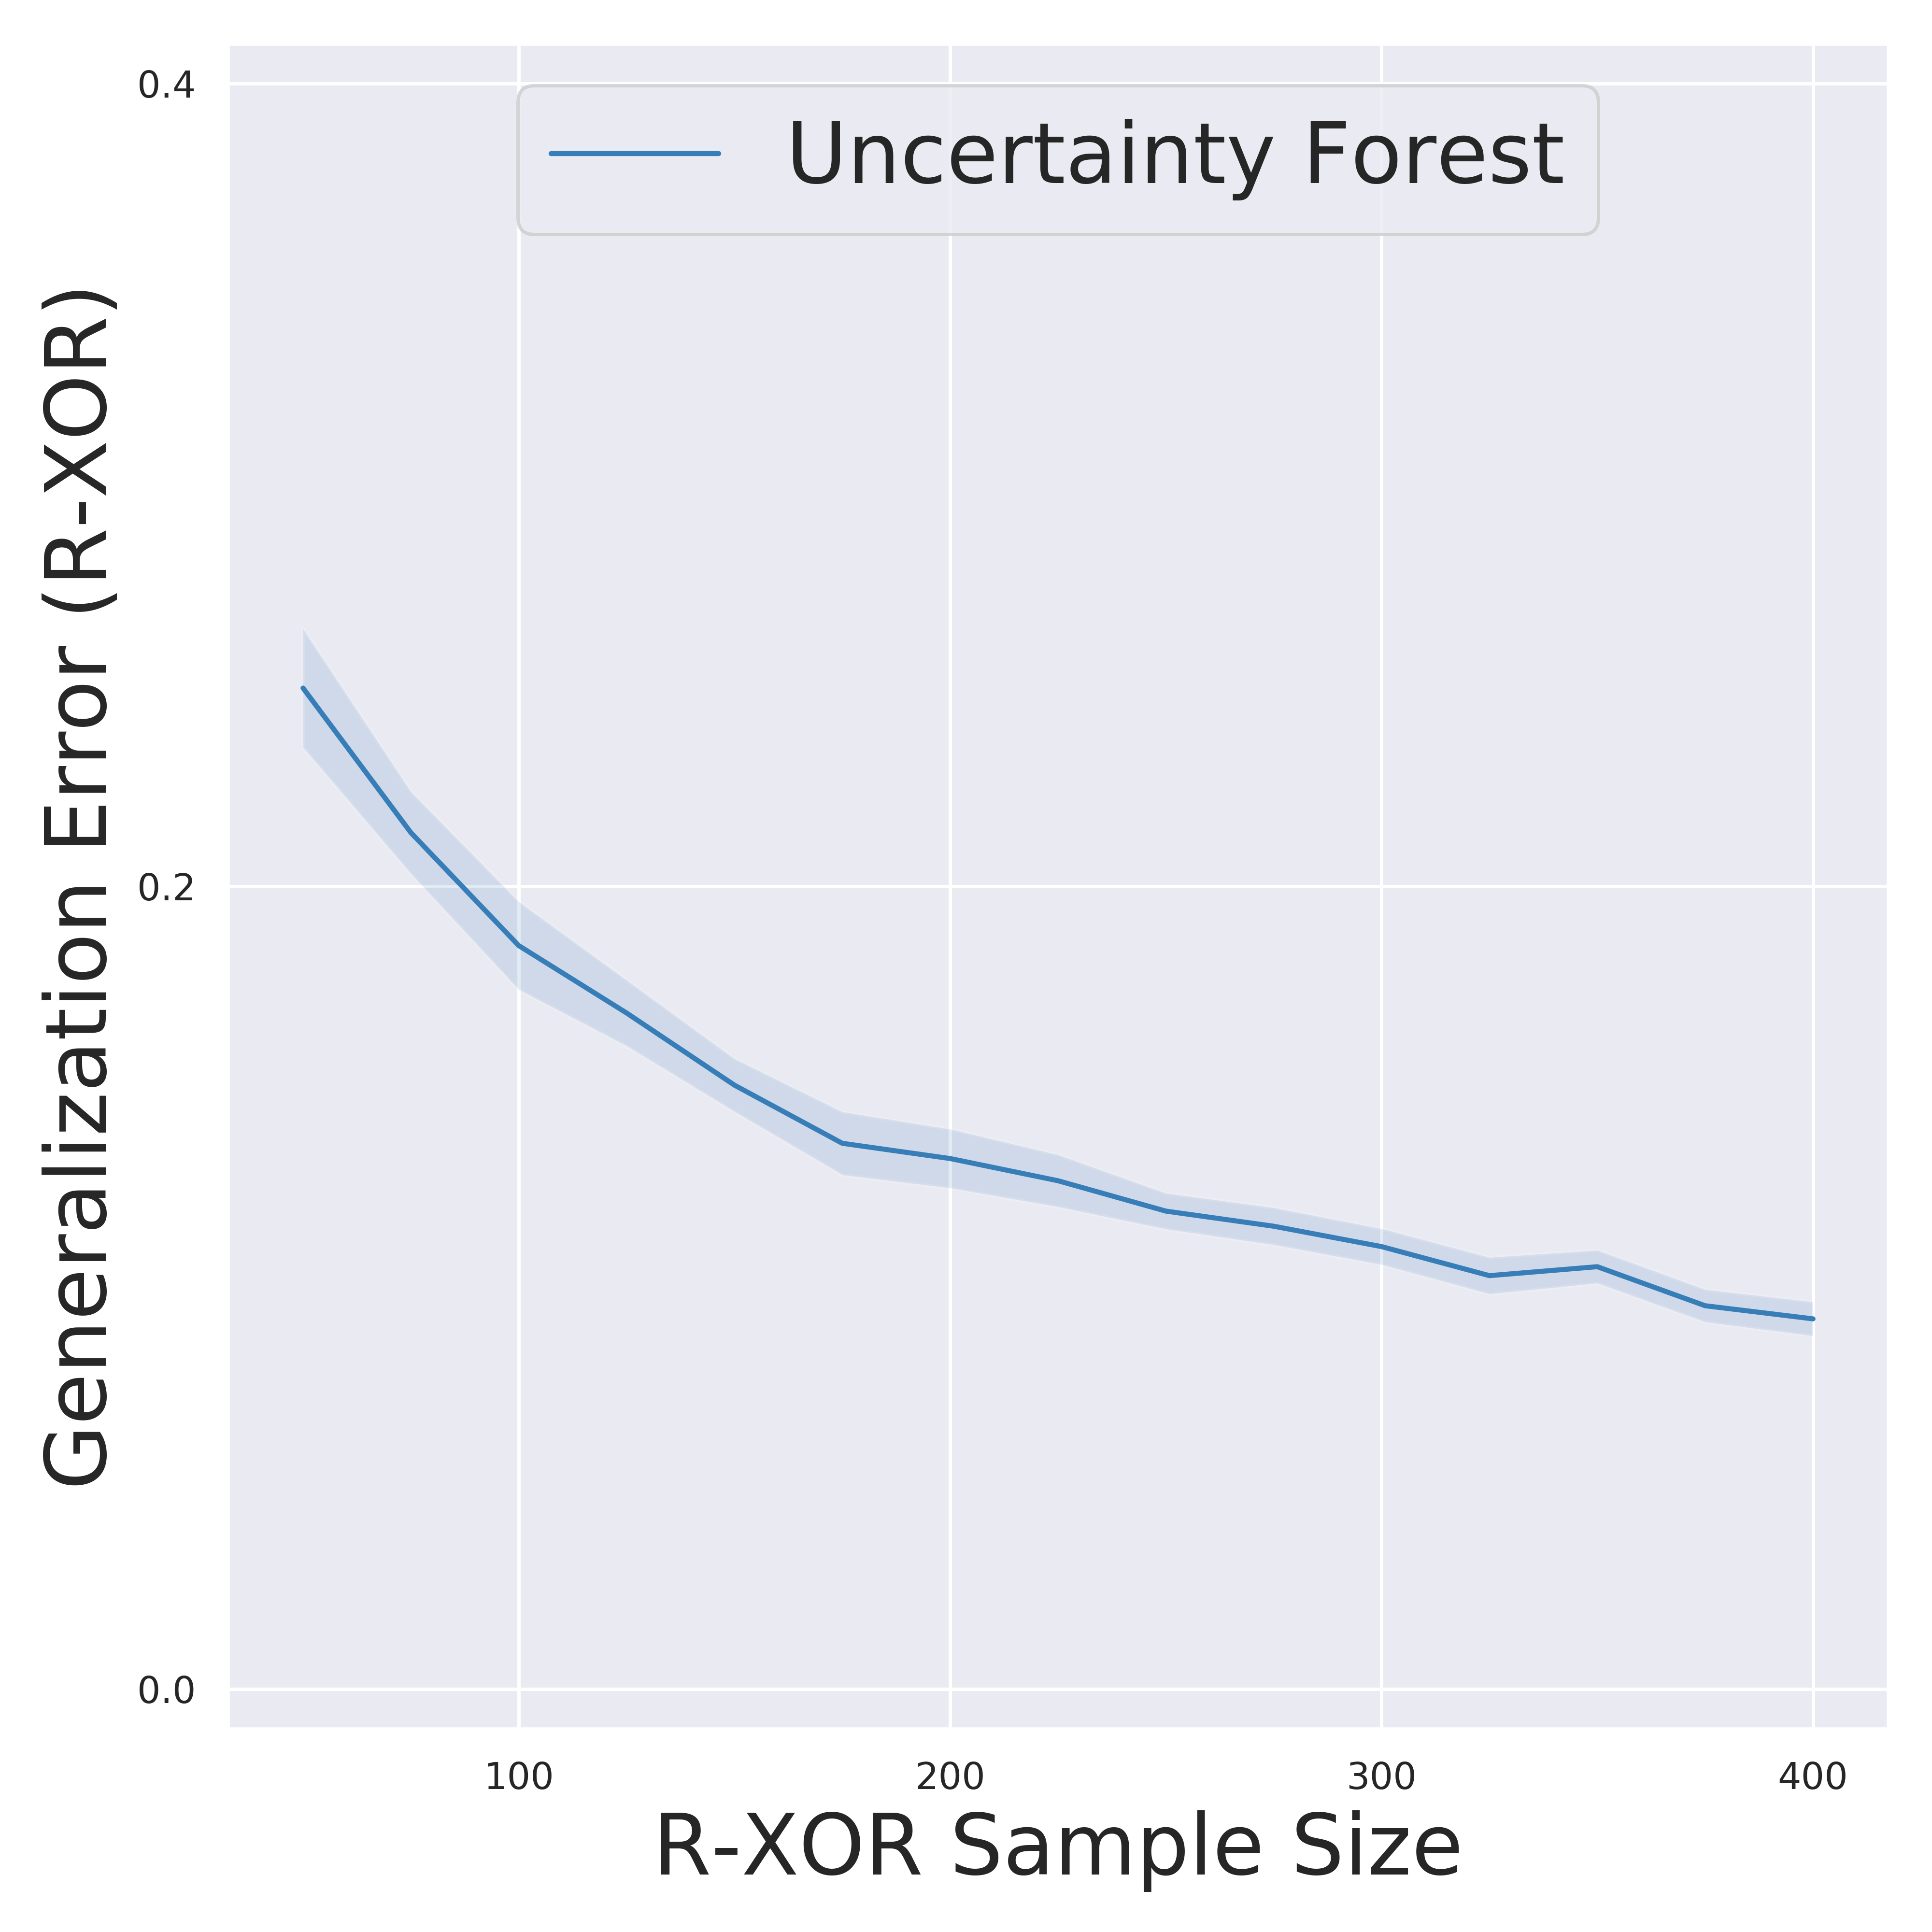 Uncertainty Forest
Generalization Error (R-XOR)
0.4
0.2
0.0
100 200 300 400
R-XOR Sample Size